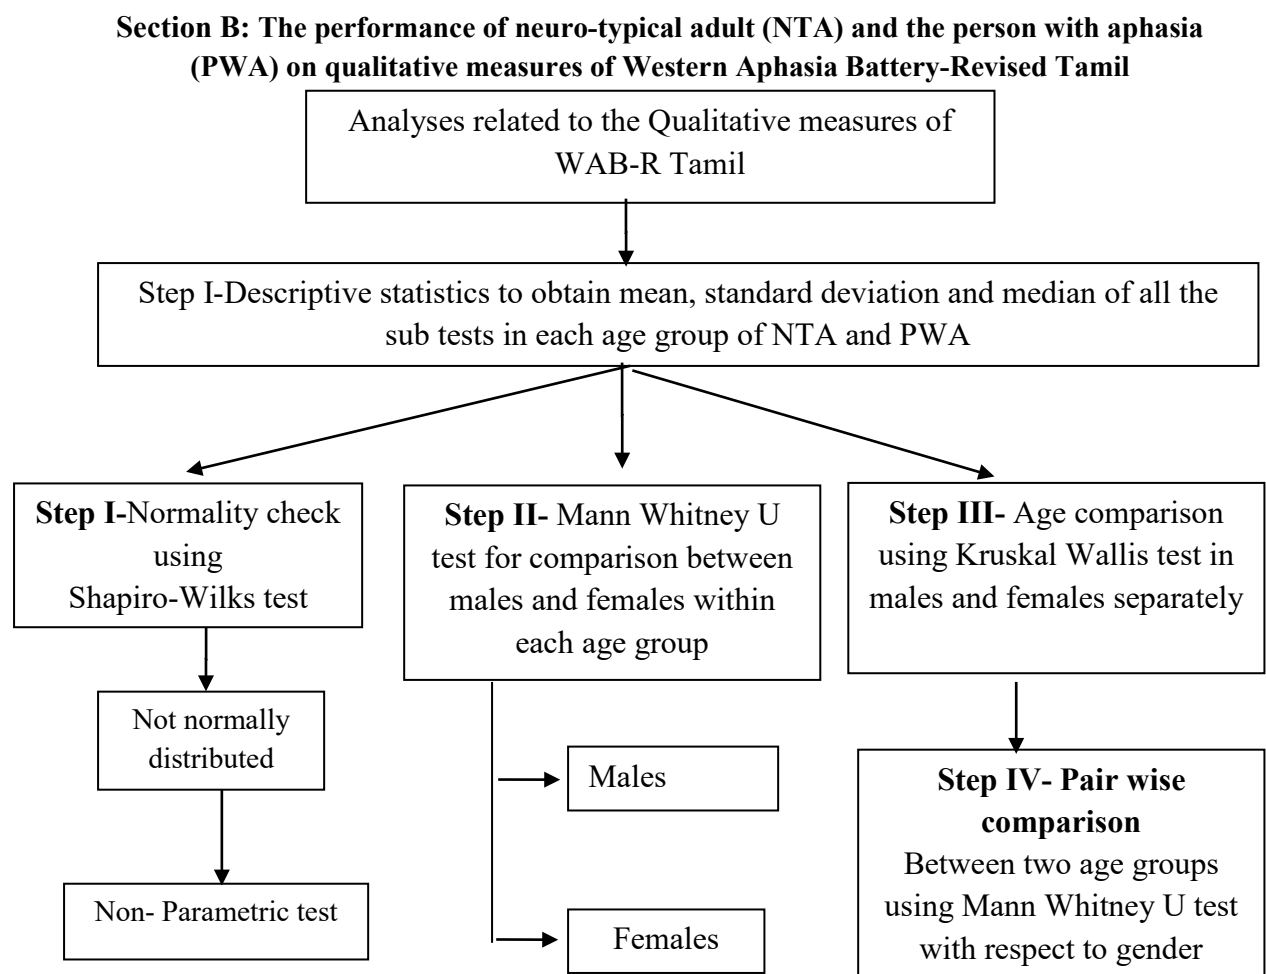 Section B: The performance of neuro-typical adult (NTA) and the person with aphasia
(PWA) on qualitative measures of Western Aphasia Battery-Revised Tamil
Analyses related to the Qualitative measures of
WAB-R Tamil
Step I-Descriptive statistics to obtain mean, standard deviation and median of all the
sub tests in each age group of NTA and PWA
Step I-Normality check
using
Shapiro-Wilks test
Not normally
distributed
Non- Parametric test
Step II- Mann Whitney U
test for comparison between
males and females within
each age group
Males
Females
Step III- Age comparison
using Kruskal Wallis test in
males and females separately
Step IV- Pair wise
comparison
Between two age groups
using Mann Whitney U test
with respect to gender